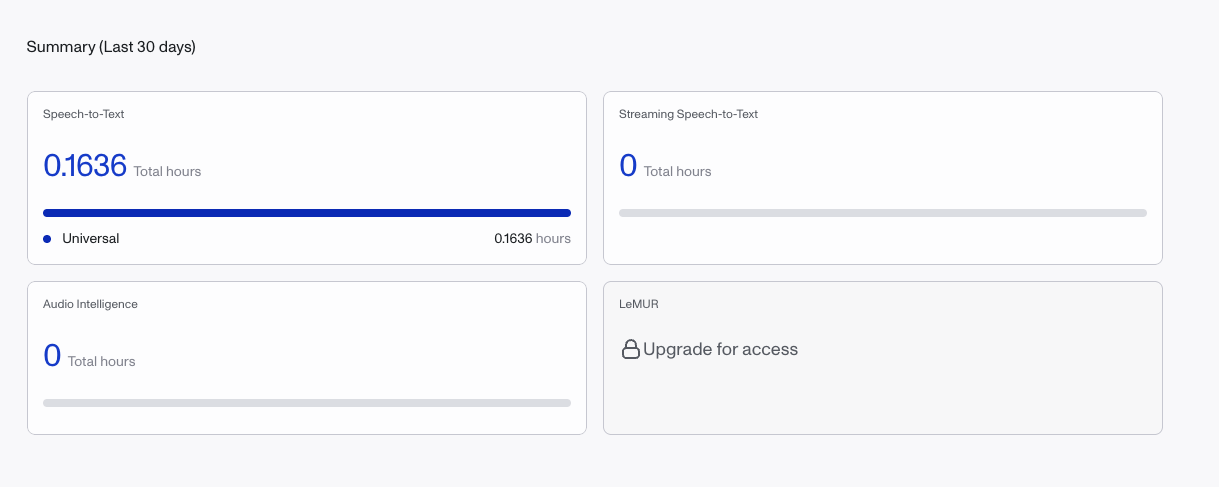 Summary (Last 30 days)
Speech-to-Text
0.1636 Total hours
Universal 0.1636 hours
Streaming Speech-to-Text
0 Total hours
Audio Intelligence
0 Total hours
LeMUR
Upgrade for access